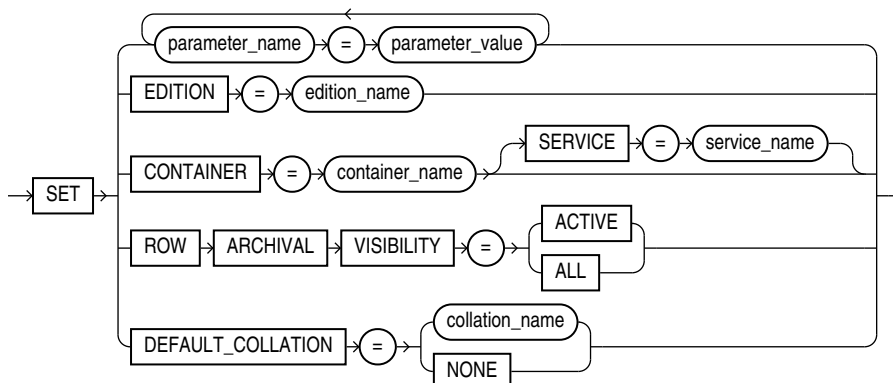 parameter_name = parameter_value
EDITION = edition_name
SERVICE = service_name
CONTAINER = container_name
SET
ACTIVE
ROW ARCHIVAL VISIBILITY =
ALL
collation_name
DEFAULT_COLLATION =
NONE